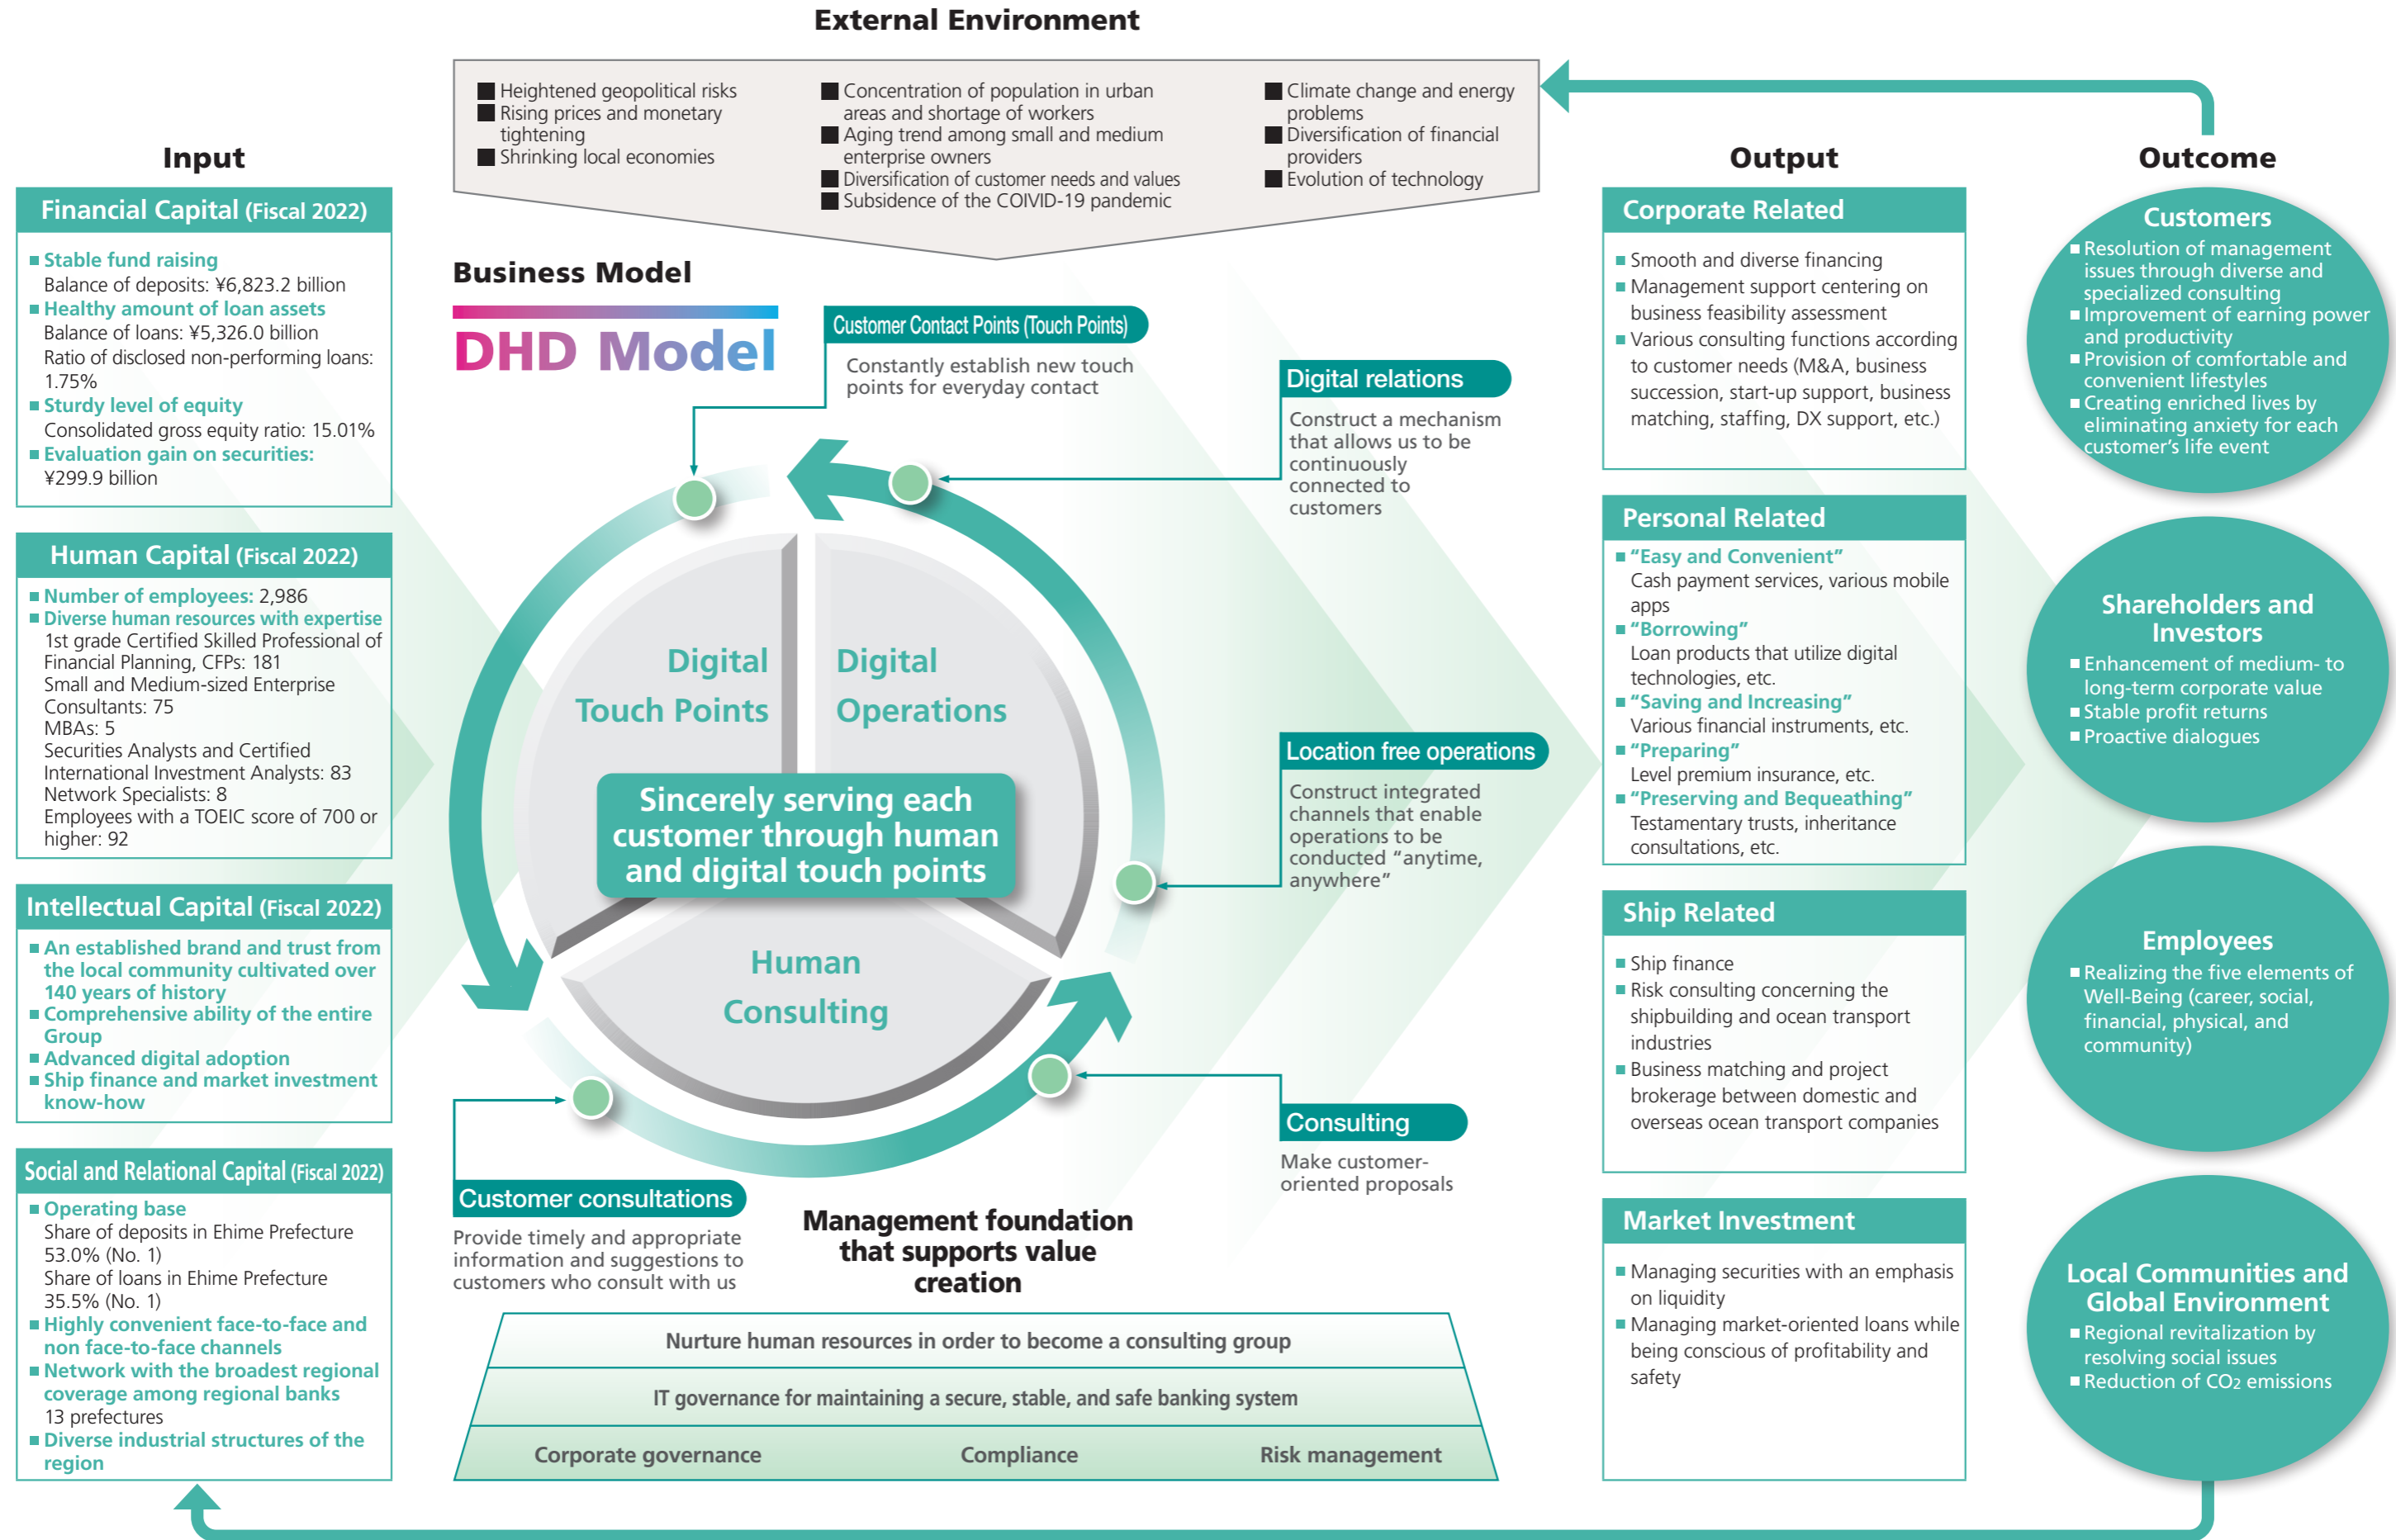 External Environment
■ Heightened geopolitical risks
■ Rising prices and monetary
tightening
■ Shrinking local economies
■ Concentration of population in urban
areas and shortage of workers
■ Aging trend among small and medium
enterprise owners
■ Diversification of customer needs and values
■ Subsidence of the COIVID-19 pandemic
■ Climate change and energy
problems
■ Diversification of financial
providers
■ Evolution of technology
Input
Financial Capital (Fiscal 2022)
■ Stable fund raising
Balance of deposits: ¥6,823.2 billion
■ Healthy amount of loan assets
Balance of loans: ¥5,326.0 billion
Ratio of disclosed non-performing loans:
1.75%
■ Sturdy level of equity
Consolidated gross equity ratio: 15.01%
■ Evaluation gain on securities:
¥299.9 billion
Human Capital (Fiscal 2022)
■ Number of employees: 2,986
■ Diverse human resources with expertise
1st grade Certified Skilled Professional of
Financial Planning, CFPs: 181
Small and Medium-sized Enterprise
Consultants: 75
MBAs: 5
Securities Analysts and Certified
International Investment Analysts: 83
Network Specialists: 8
Employees with a TOEIC score of 700 or
higher: 92
Intellectual Capital (Fiscal 2022)
■ An established brand and trust from
the local community cultivated over
140 years of history
■ Comprehensive ability of the entire
Group
■ Advanced digital adoption
■ Ship finance and market investment
know-how
Social and Relational Capital (Fiscal 2022)
■ Operating base
Share of deposits in Ehime Prefecture
53.0% (No. 1)
Share of loans in Ehime Prefecture
35.5% (No. 1)
■ Highly convenient face-to-face and
non face-to-face channels
■ Network with the broadest regional
coverage among regional banks
13 prefectures
■ Diverse industrial structures of the
region
Business Model
DHD Model
Customer Contact Points (Touch Points)
Constantly establish new touch
points for everyday contact
Digital relations
Construct a mechanism
that allows us to be
continuously
connected to
customers
Digital
Touch Points
Digital
Operations
Sincerely serving each
customer through human
and digital touch points
Human
Consulting
Location free operations
Construct integrated
channels that enable
operations to be
conducted “anytime,
anywhere”
Consulting
Make customer-
oriented proposals
Customer consultations
Provide timely and appropriate
information and suggestions to
customers who consult with us
Management foundation
that supports value
creation
Nurture human resources in order to become a consulting group
IT governance for maintaining a secure, stable, and safe banking system
Corporate governance
Compliance
Risk management
Output
Corporate Related
■ Smooth and diverse financing
■ Management support centering on
business feasibility assessment
■ Various consulting functions according
to customer needs (M&A, business
succession, start-up support, business
matching, staffing, DX support, etc.)
Personal Related
■ “Easy and Convenient”
Cash payment services, various mobile
apps
■ “Borrowing”
Loan products that utilize digital
technologies, etc.
■ “Saving and Increasing”
Various financial instruments, etc.
■ “Preparing”
Level premium insurance, etc.
■ “Preserving and Bequeathing”
Testamentary trusts, inheritance
consultations, etc.
Ship Related
■ Ship finance
■ Risk consulting concerning the
shipbuilding and ocean transport
industries
■ Business matching and project
brokerage between domestic and
overseas ocean transport companies
Market Investment
■ Managing securities with an emphasis
on liquidity
■ Managing market-oriented loans while
being conscious of profitability and
safety
Outcome
Customers
■ Resolution of management
issues through diverse and
specialized consulting
■ Improvement of earning power
and productivity
■ Provision of comfortable and
convenient lifestyles
■ Creating enriched lives by
eliminating anxiety for each
customer’s life event
Shareholders and
Investors
■ Enhancement of medium- to
long-term corporate value
■ Stable profit returns
■ Proactive dialogues
Employees
■ Realizing the five elements of
Well-Being (career, social,
financial, physical, and
community)
Local Communities and
Global Environment
■ Regional revitalization by
resolving social issues
■ Reduction of CO2 emissions